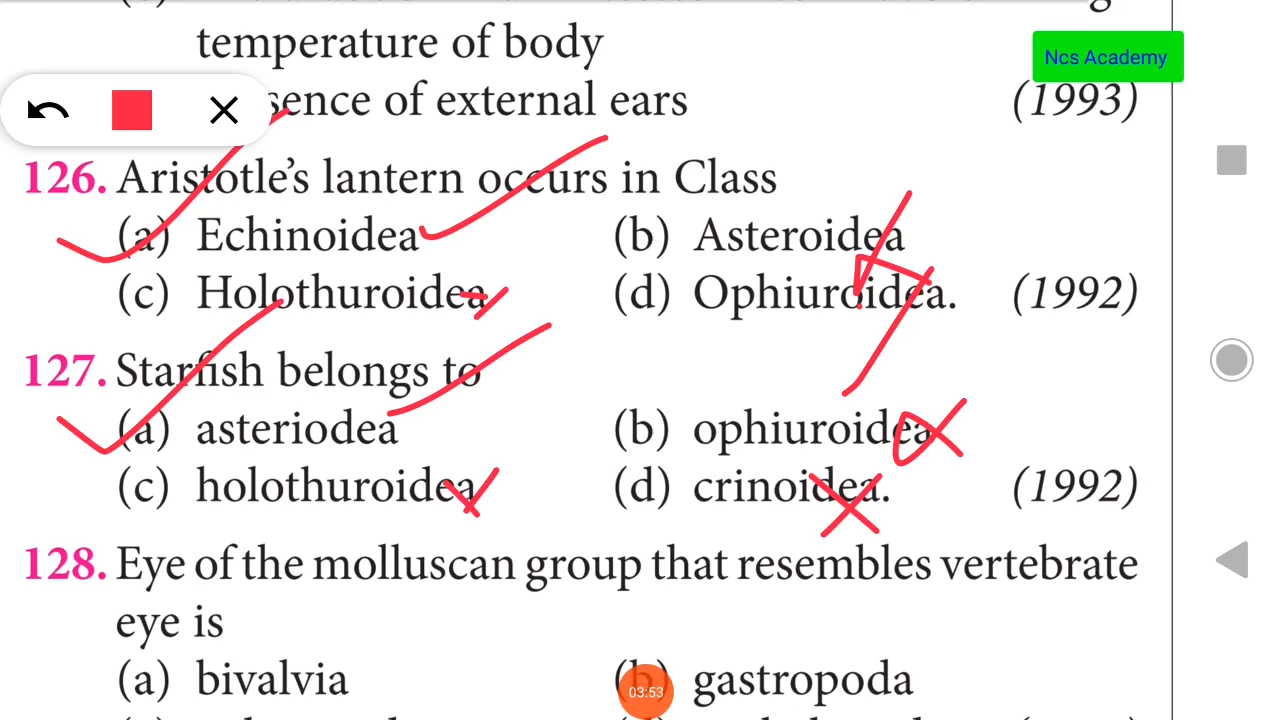 temperature of body
sence of external ears (1993)
Ncs Academy
126. Aristotle's lantern occurs in Class
(a) Echinoidea (b) Asteroidea
(c) Holothuroidea (d) Ophiuroidea. (1992)
127. Starfish belongs to
(a) asteriodea (b) ophiuroidea
(c) holothuroidea (d) crinoidea. (1992)
128. Eye of the molluscan group that resembles vertebrate
eye is
(a) bivalvia (b) gastropoda
03:53